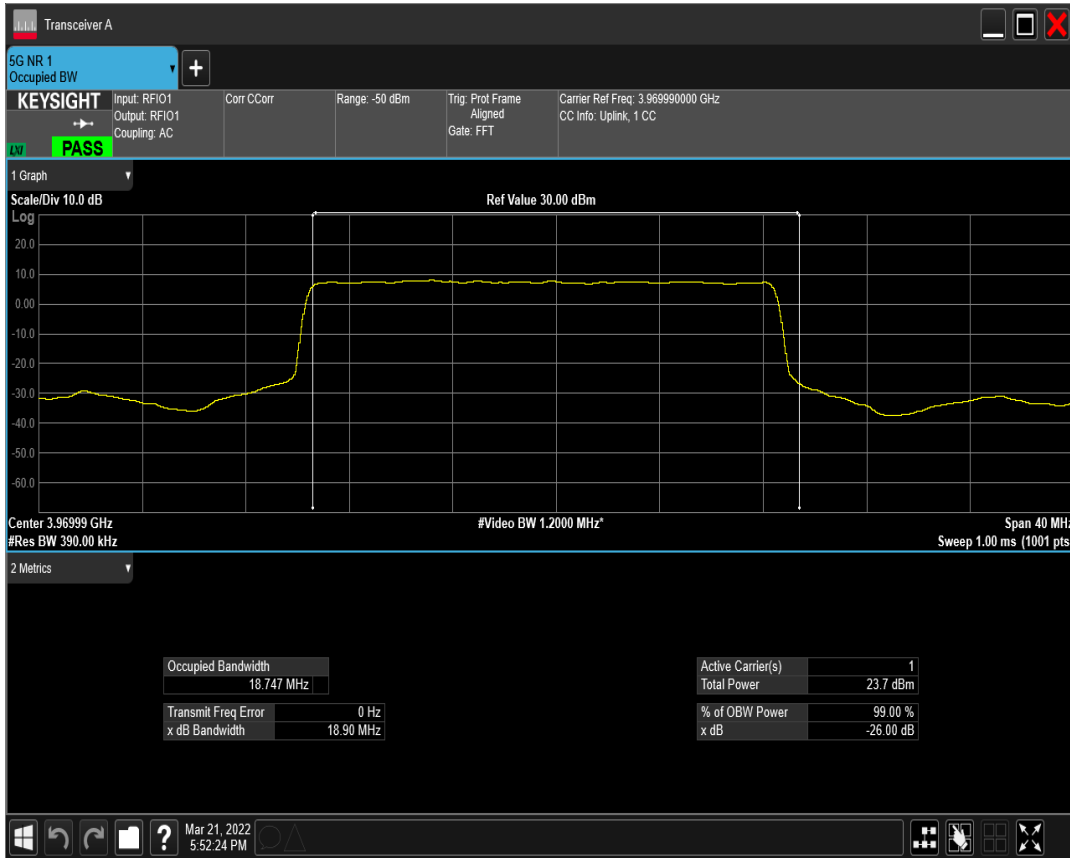 Transceiver A
5G NR 1
Occupied BW
KEYSIGHT
Input: RFIO1
Output: RFIO1
Coupling: AC
Corr CCorr
Range: -50 dBm
Trig: Prot Frame
Aligned
Gate: FFT
Carrier Ref Freq: 3.969990000 GHz
CC Info: Uplink, 1 CC
LXI
PASS
1 Graph
Scale/Div 10.0 dB
Ref Value 30.00 dBm
Log
20.0
10.0
0.00
-10.0
-20.0
-30.0
-40.0
-50.0
-60.0
Center 3.96999 GHz
#Video BW 1.2000 MHz*
Span 40 MHz
#Res BW 390.00 kHz
Sweep 1.00 ms (1001 pts
2 Metrics
Occupied Bandwidth
18.747 MHz
Transmit Freq Error 0 Hz
x dB Bandwidth 18.90 MHz
Active Carrier(s) 1
Total Power 23.7 dBm
% of OBW Power 99.00 %
x dB -26.00 dB
?
Mar 21, 2022
5:52:24 PM